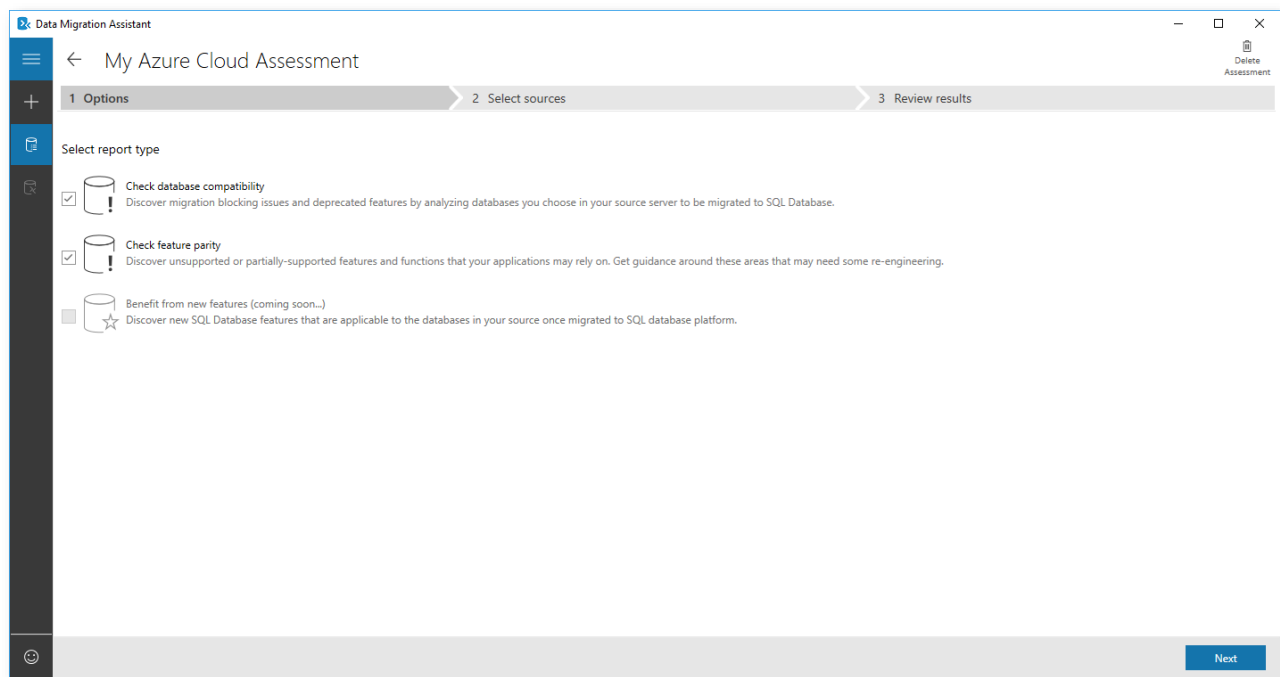 Data Migration Assistant
My Azure Cloud Assessment
Delete
Assessment
1 Options
2 Select sources
3 Review results
Select report type
Check database compatibility
Discover migration blocking issues and deprecated features by analyzing databases you choose in your source server to be migrated to SQL Database.
Check feature parity
Discover unsupported or partially-supported features and functions that your applications may rely on. Get guidance around these areas that may need some re-engineering.
Benefit from new features (coming soon...)
Discover new SQL Database features that are applicable to the databases in your source once migrated to SQL database platform.
Next